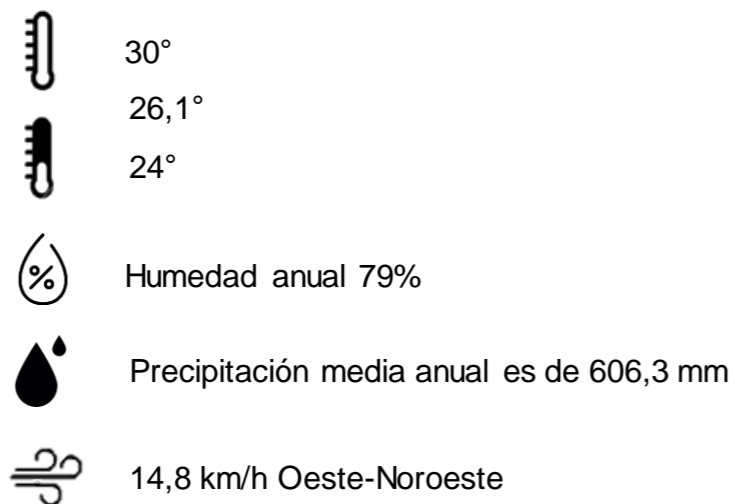 30°
26,1°
24°
%
Humedad anual 79%
Precipitación media anual es de 606,3 mm
14,8 km/h Oeste-Noroeste